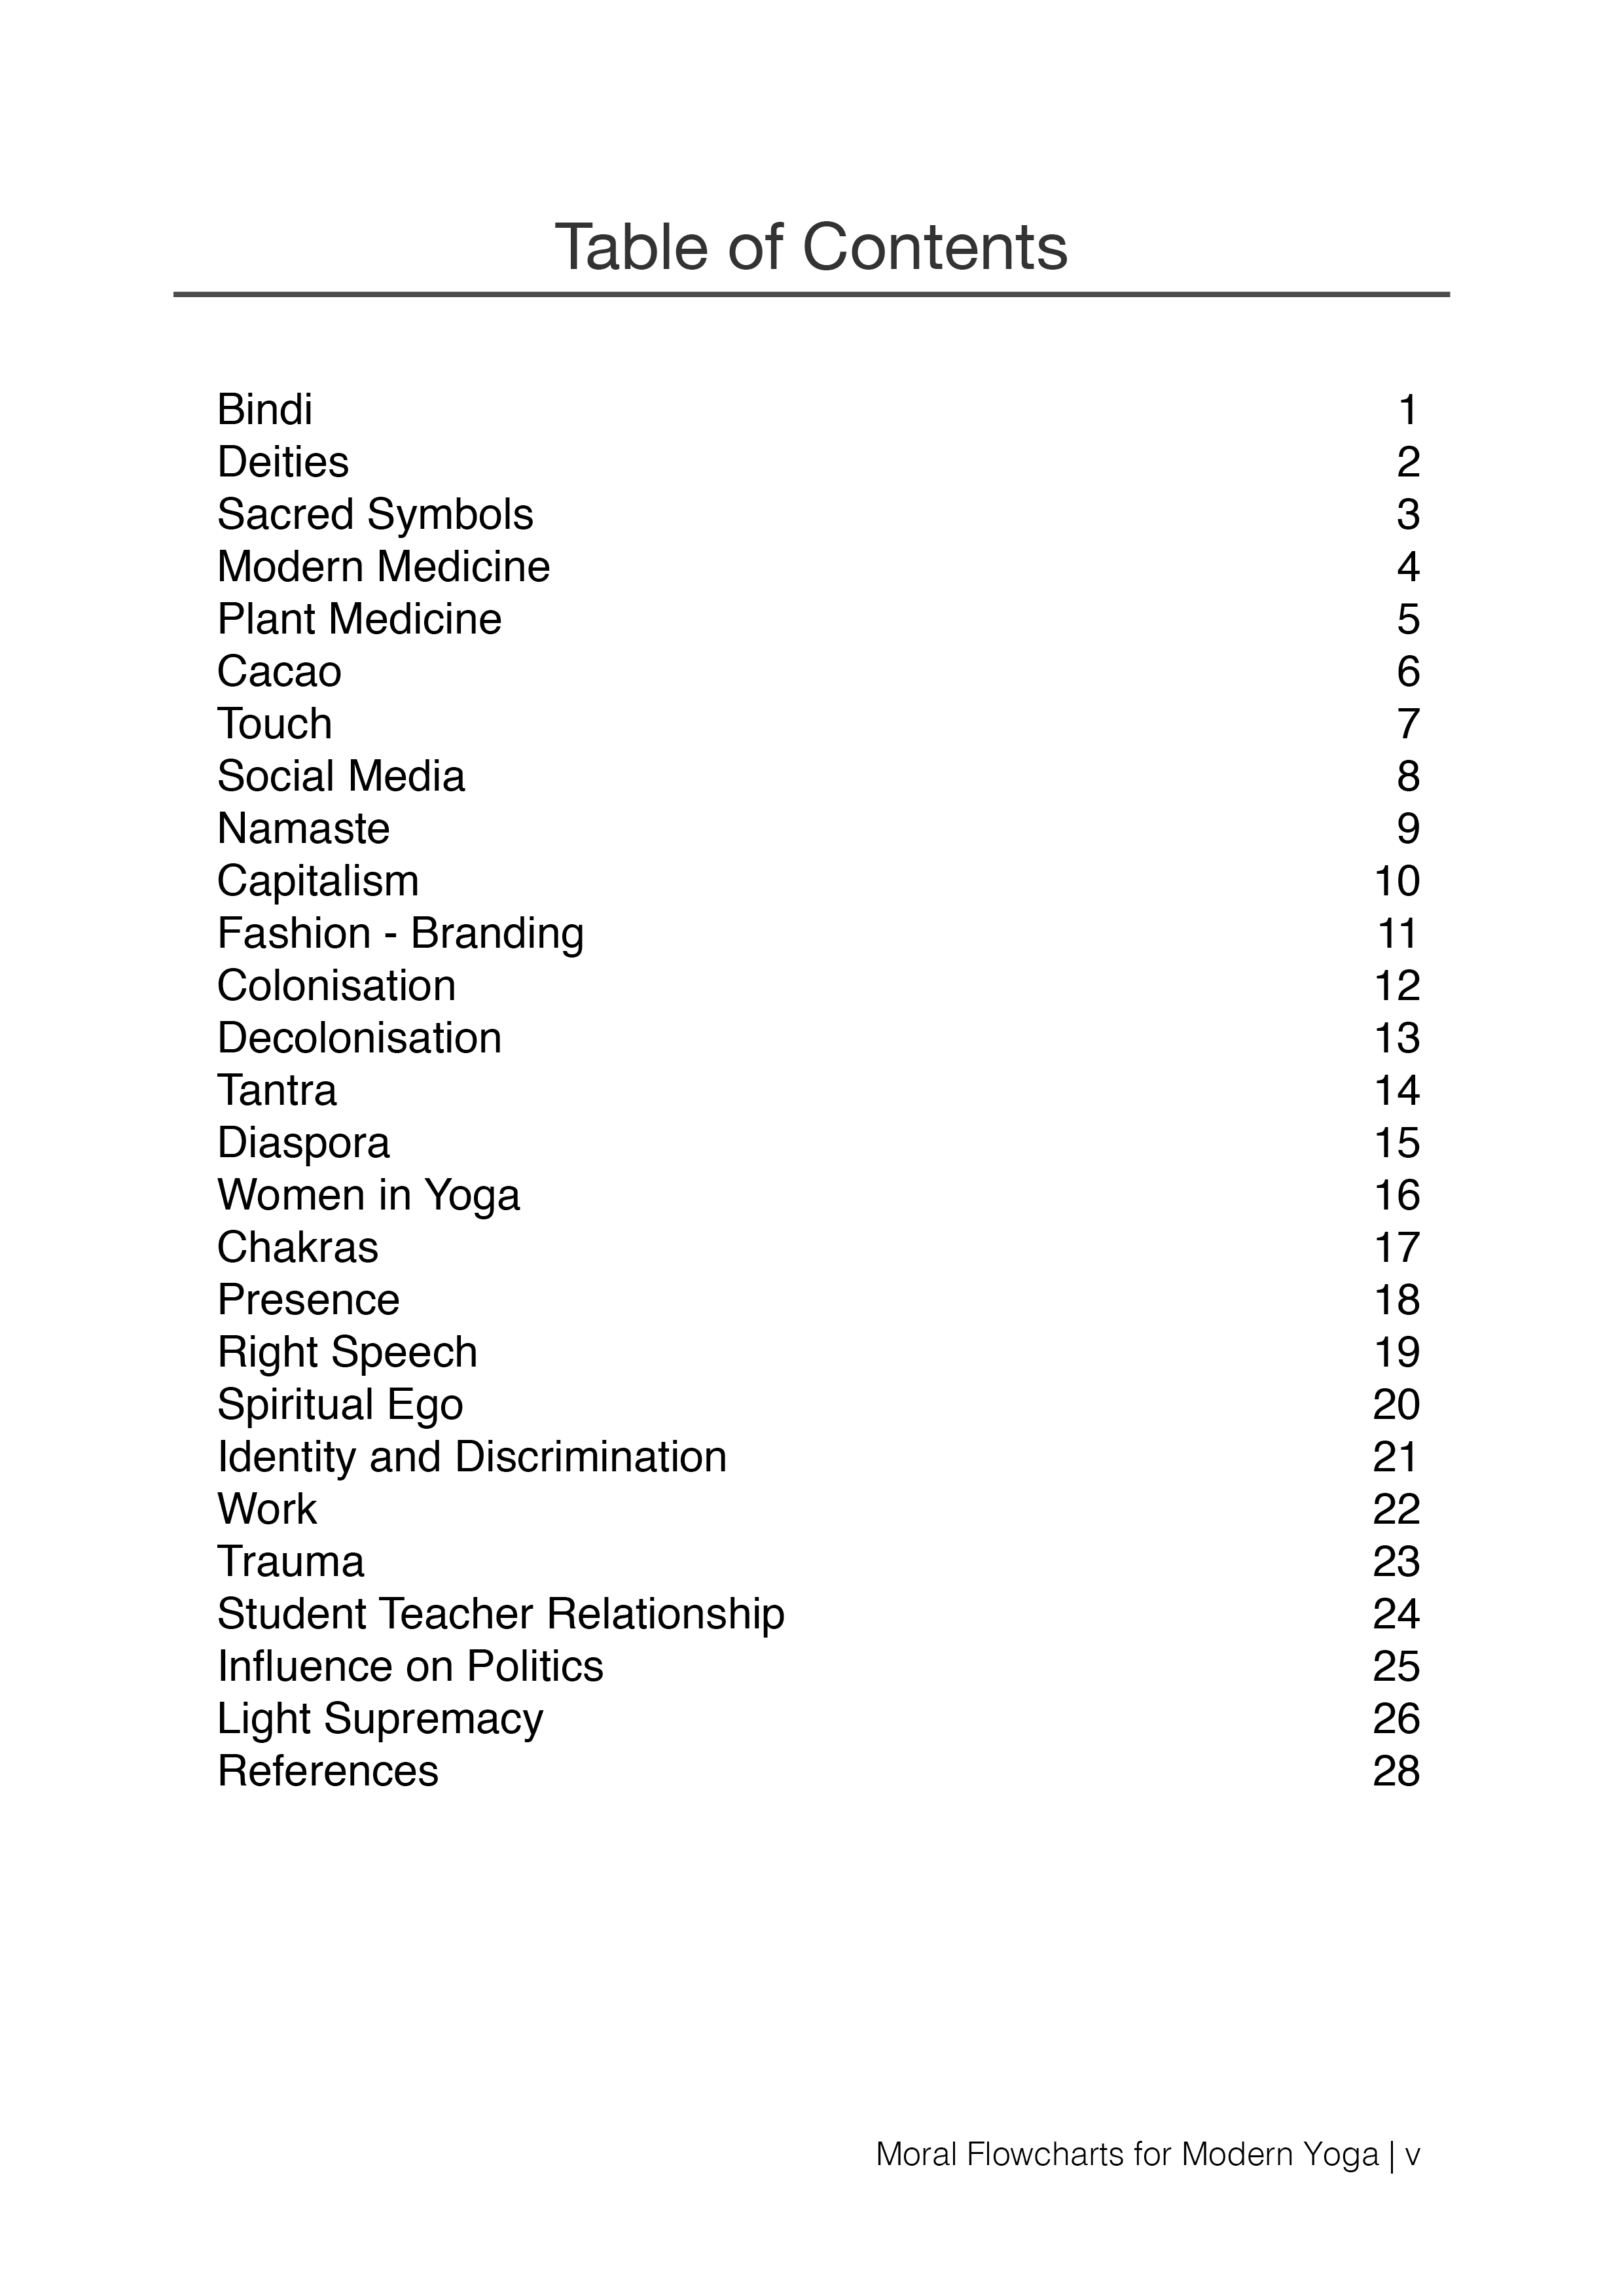 Table of Contents
Bindi 1
Deities 2
Sacred Symbols 3
Modern Medicine 4
Plant Medicine 5
Cacao 6
Touch 7
Social Media 8
Namaste 9
Capitalism 10
Fashion - Branding 11
Colonisation 12
Decolonisation 13
Tantra 14
Diaspora 15
Women in Yoga 16
Chakras 17
Presence 18
Right Speech 19
Spiritual Ego 20
Identity and Discrimination 21
Work 22
Trauma 23
Student Teacher Relationship 24
Influence on Politics 25
Light Supremacy 26
References 28
Moral Flowcharts for Modern Yoga | v